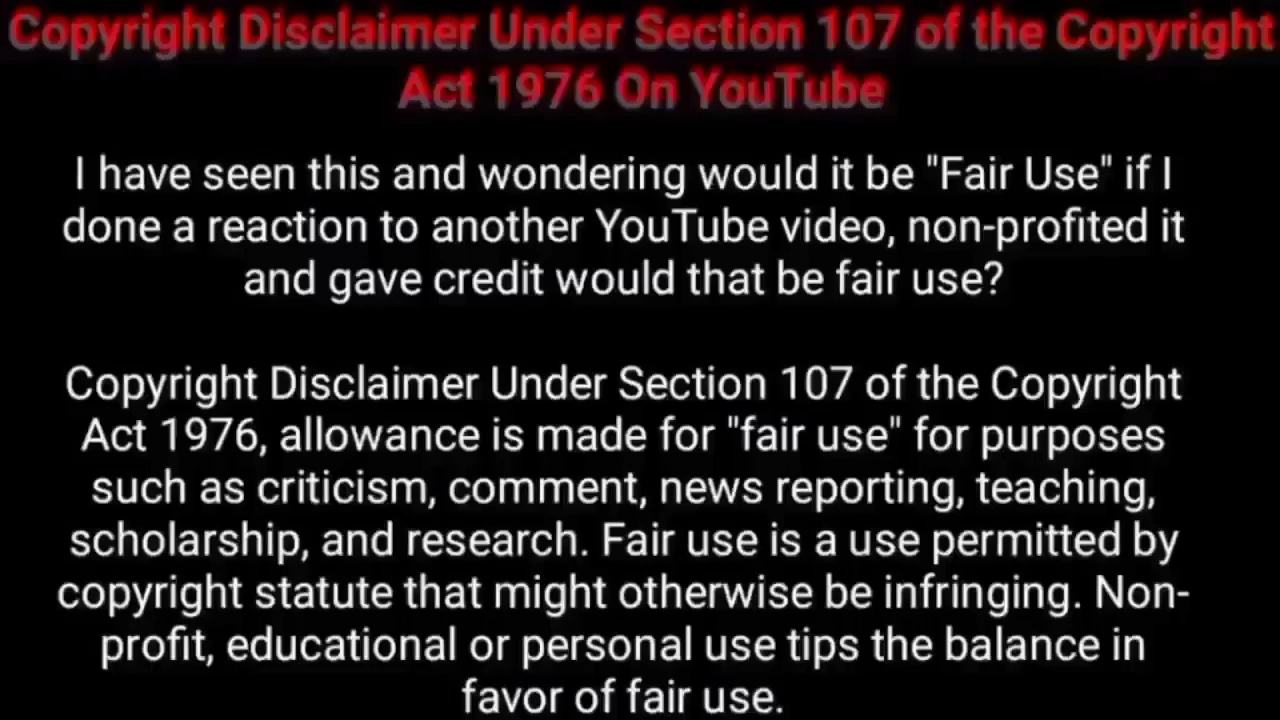 Copyright Disclaimer Under Section 107 of the Copyright
Act 1976 On YouTube
I have seen this and wondering would it be "Fair Use" if I
done a reaction to another YouTube video, non-profited it
and gave credit would that be fair use?
Copyright Disclaimer Under Section 107 of the Copyright
Act 1976, allowance is made for "fair use" for purposes
such as criticism, comment, news reporting, teaching,
scholarship, and research. Fair use is a use permitted by
copyright statute that might otherwise be infringing. Non-
profit, educational or personal use tips the balance in
favor of fair use.